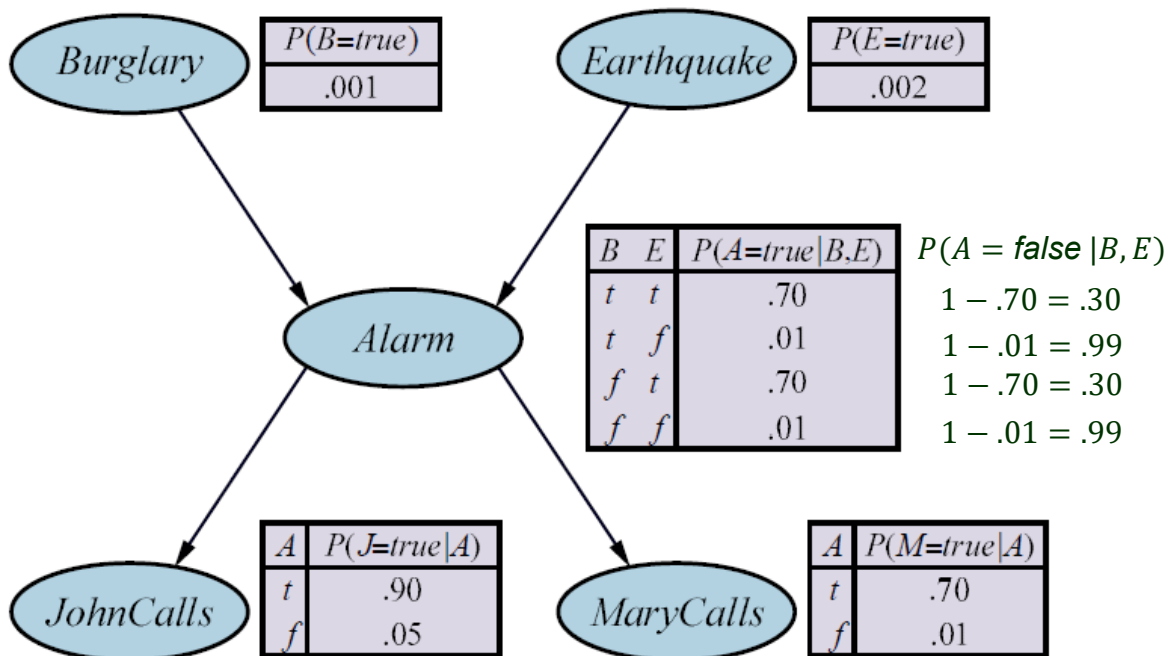 Burglary
P(B=true)
.001
Earthquake
P(E=true)
.002
B E P(A=true|B,E) P(A = false |B, E)
t t .70 1 − .70 = .30
t f .01 1 − .01 = .99
f t .70 1 − .70 = .30
f f .01 1 − .01 = .99
Alarm
JohnCalls
A P(J=true|A)
t .90
f .05
MaryCalls
A P(M=true|A)
t .70
f .01